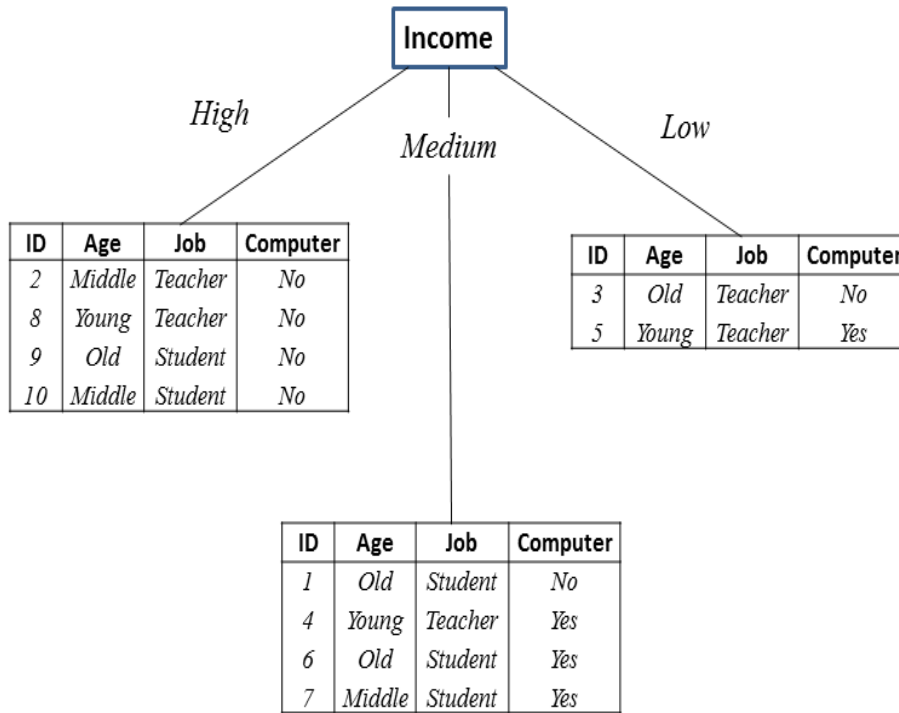 Income
High
Medium
Low
ID Age Job Computer
2 Middle Teacher No
8 Young Teacher No
9 Old Student No
10 Middle Student No
ID Age Job Computer
3 Old Teacher No
5 Young Teacher Yes
ID Age Job Computer
1 Old Student No
4 Young Teacher Yes
6 Old Student Yes
7 Middle Student Yes